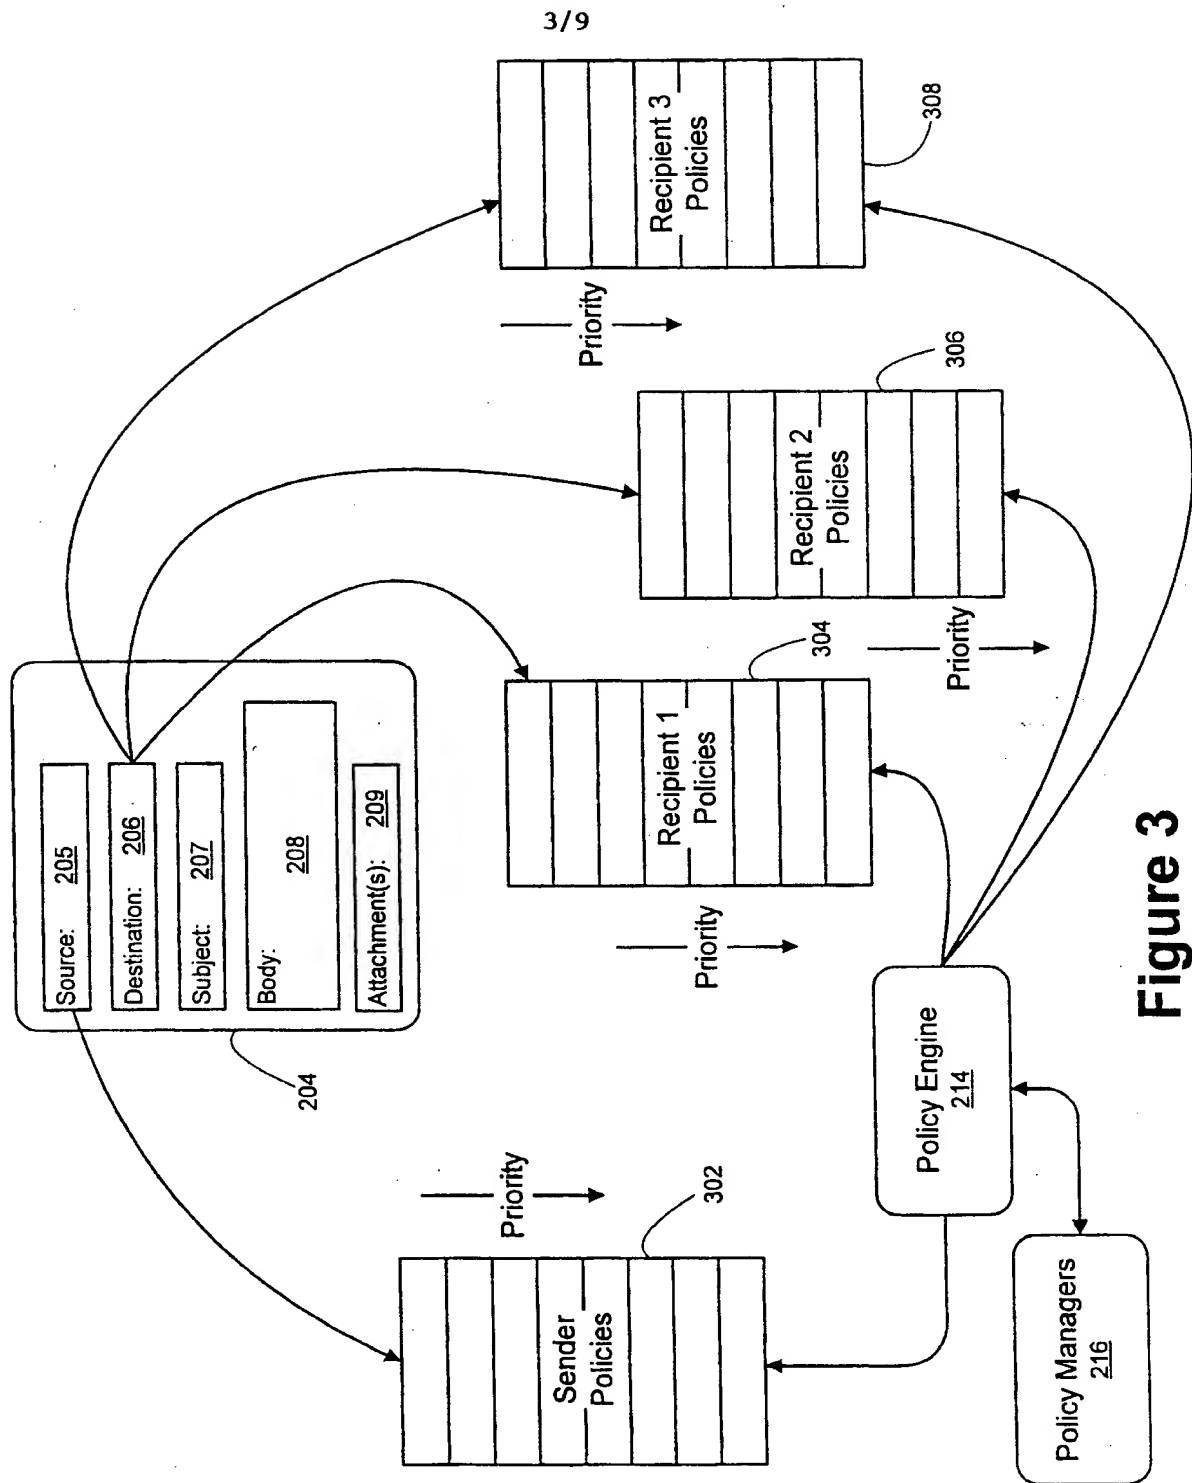 3/9
Source: 205
Destination: 206
Subject: 207
Body:
208
Attachment(s): 209
204
Priority
Sender
Policies
302
Priority
Recipient 1
Policies
304
Priority
Recipient 2
Policies
306
Priority
Recipient 3
Policies
308
Policy Engine
214
Policy Managers
216
Figure 3